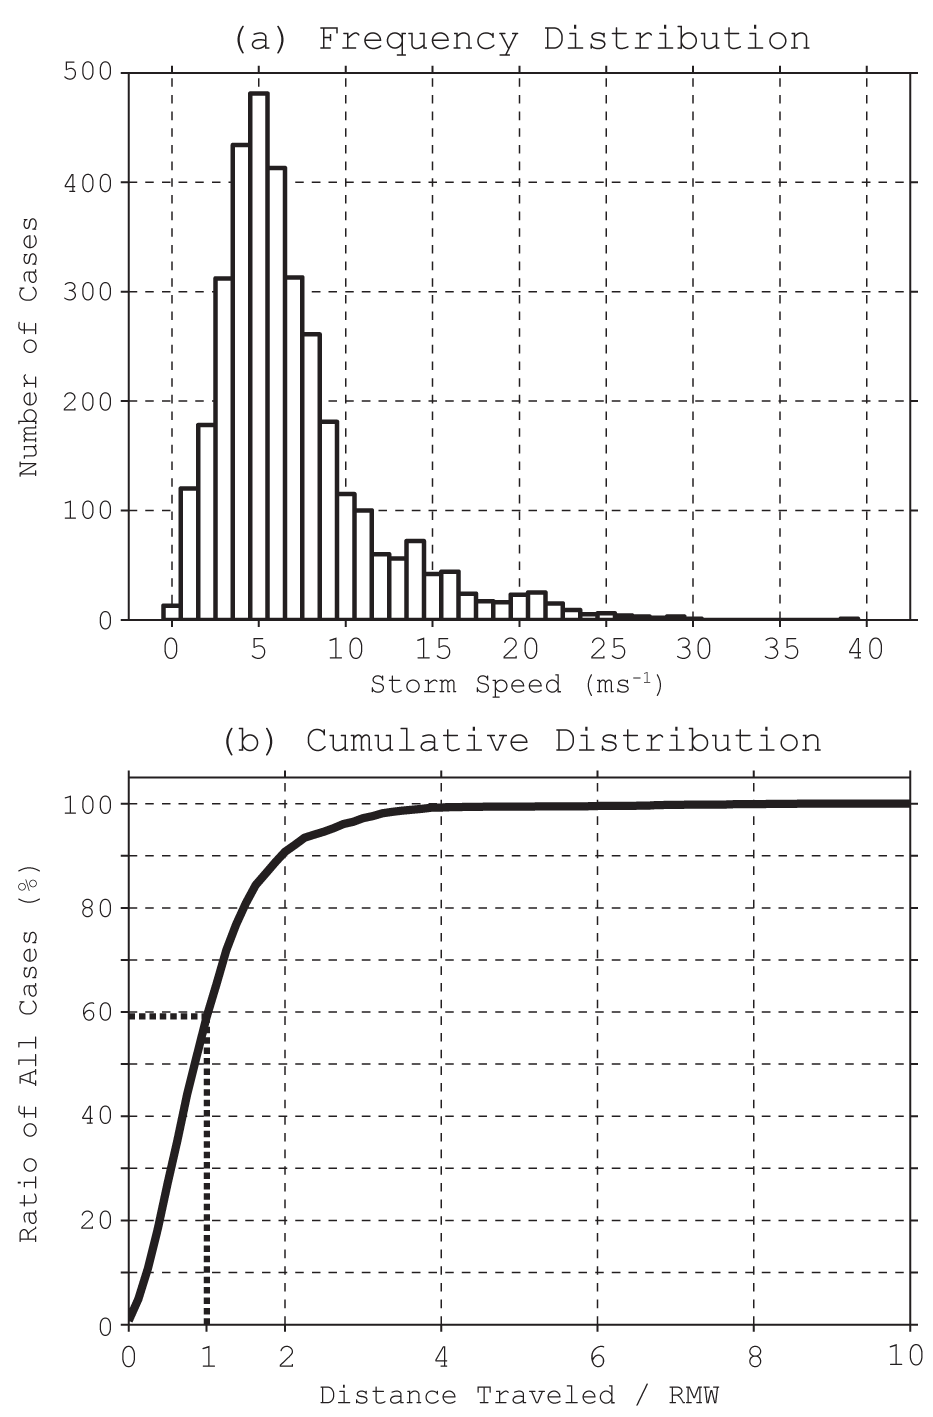 (a) Frequency Distribution
500
400
300
200
100
0
Number of Cases
0 5 10 15 20 25 30 35 40
Storm Speed (ms⁻¹)
(b) Cumulative Distribution
100
80
60
40
20
0
Ratio of All Cases (%)
0 1 2 4 6 8 10
Distance Traveled / RMW